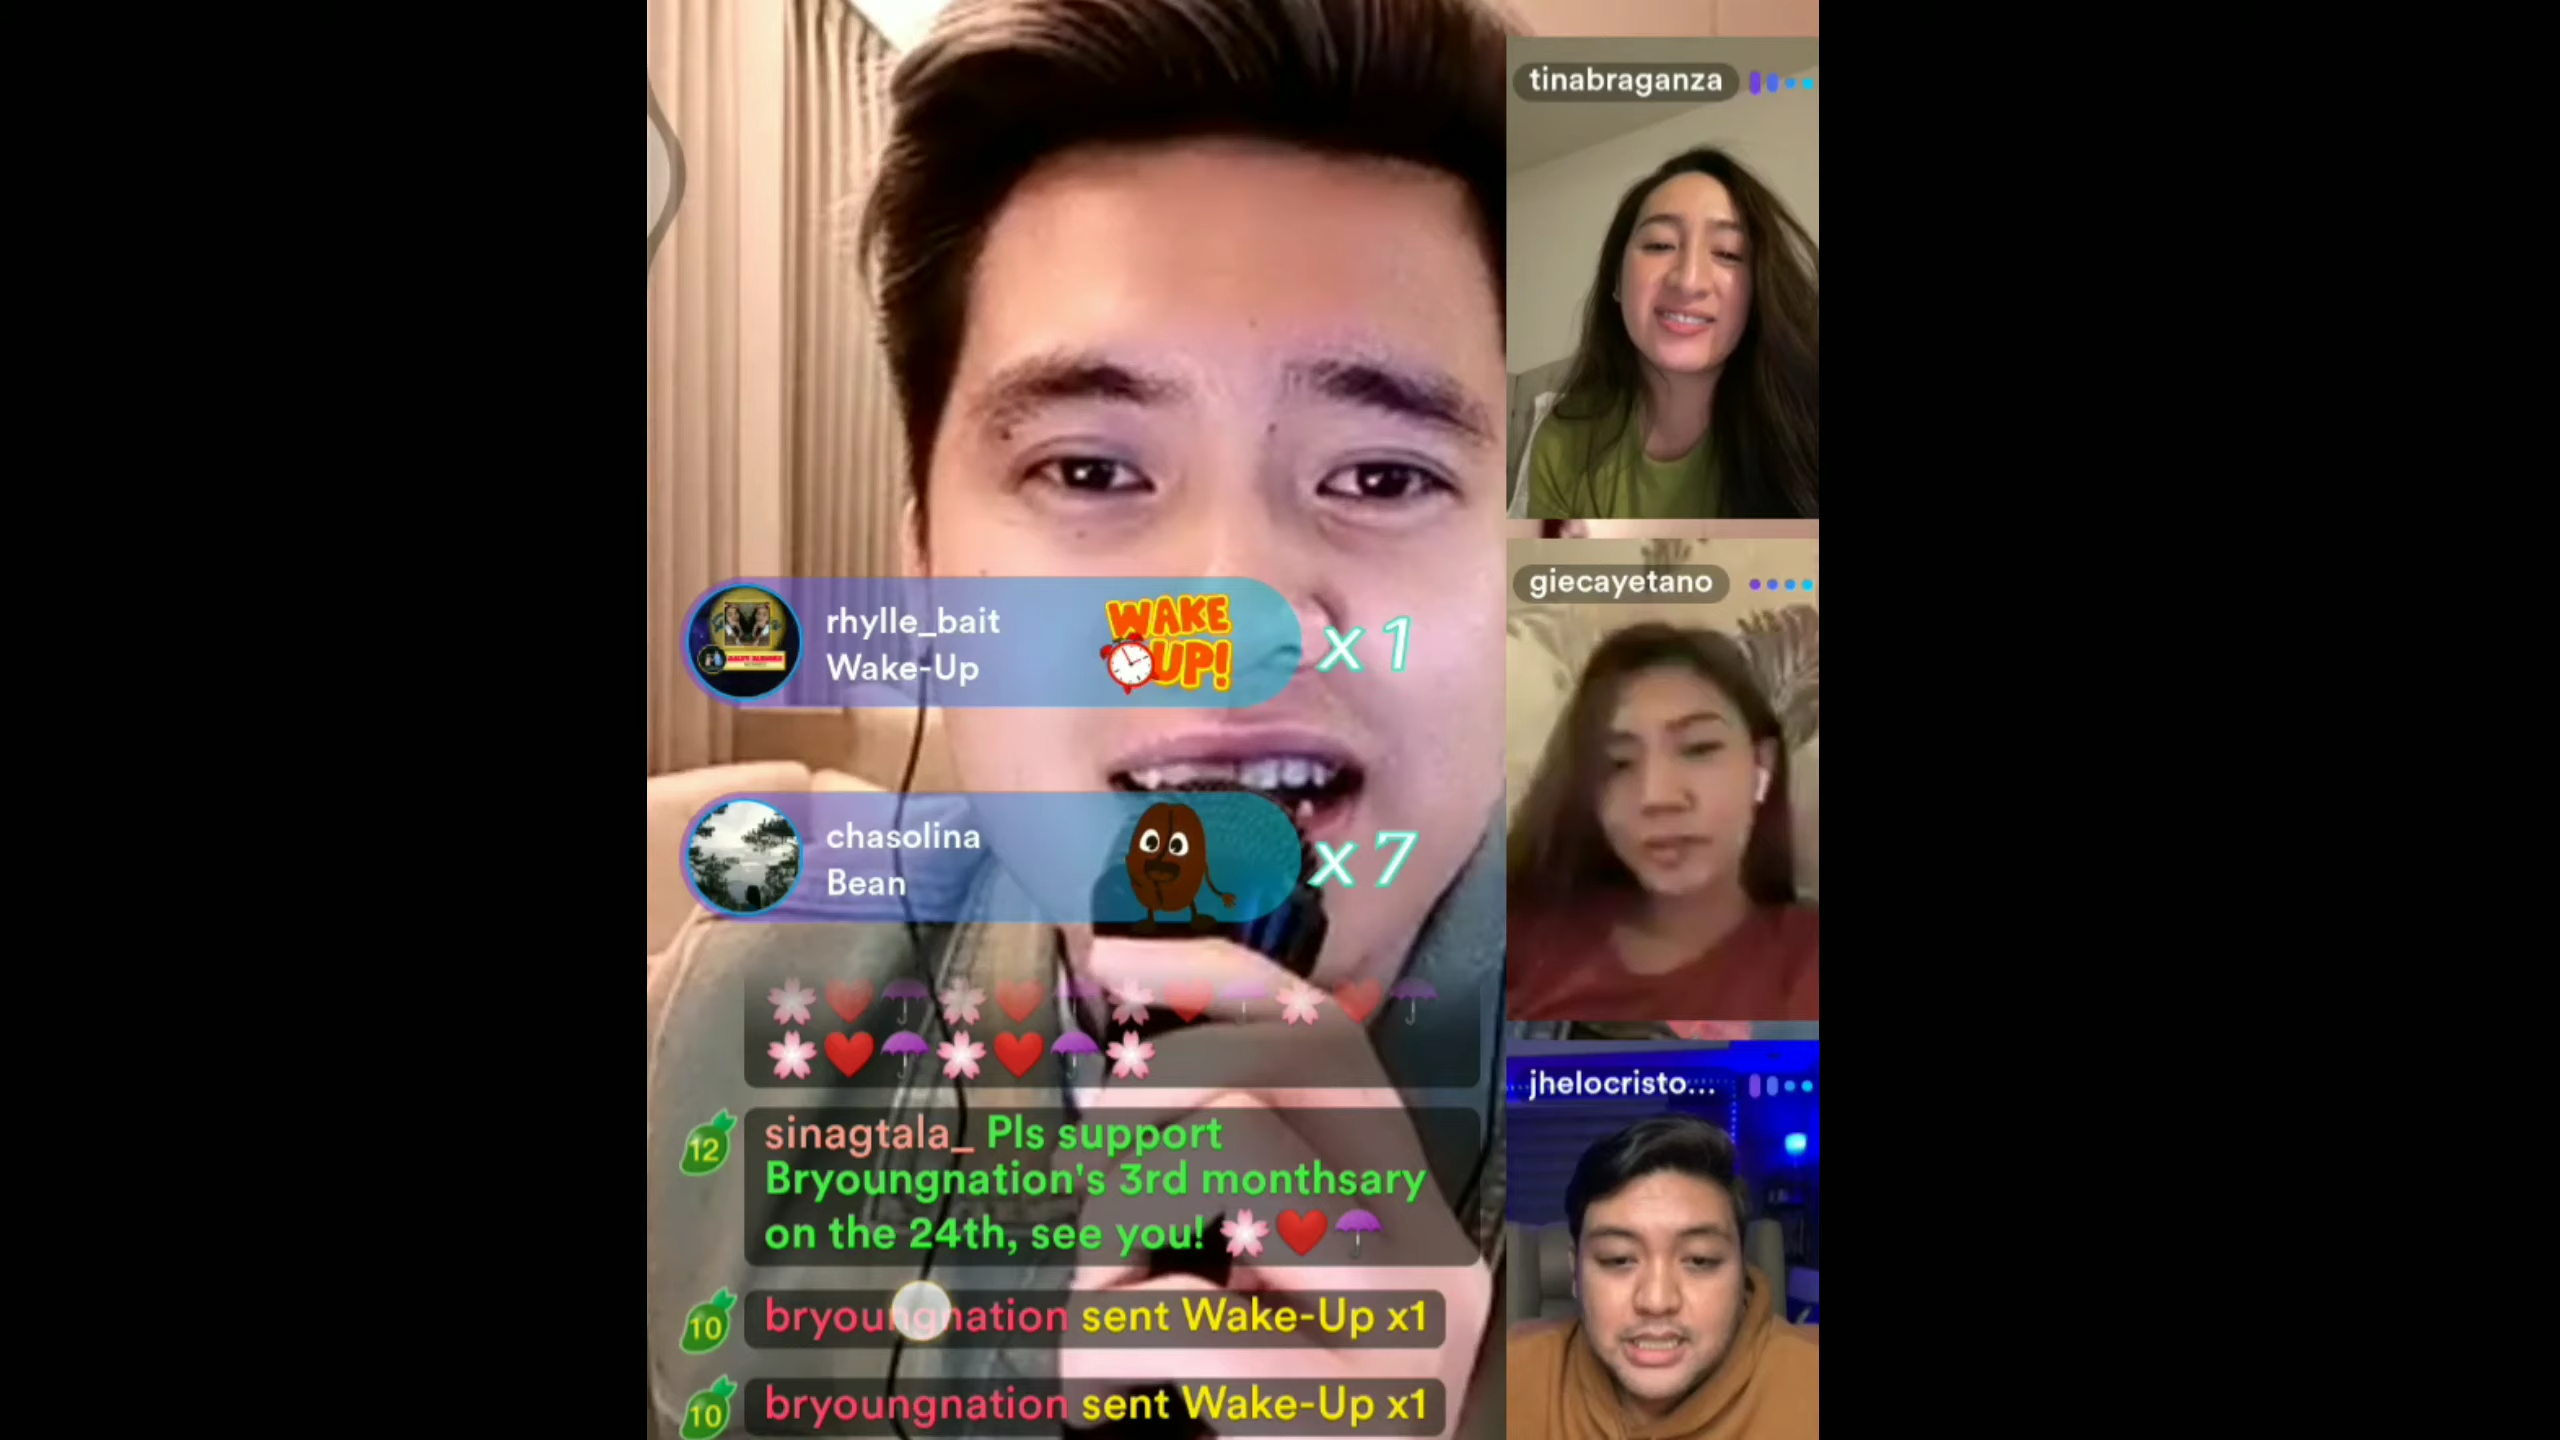 tinabraganza
giecayetano
jhelocristo...
rhylle_bait
Wake-Up
WAKE
UP!
x 1
chasolina
Bean
x 7
🌸❤️☂🌸❤️☂🌸❤️☂🌸❤️☂
🌸❤️☂🌸❤️☂🌸
12
sinagtala_ Pls support
Bryoungnation's 3rd monthsary
on the 24th, see you! 🌸❤️☂
10
bryoungnation sent Wake-Up x1
10
bryoungnation sent Wake-Up x1